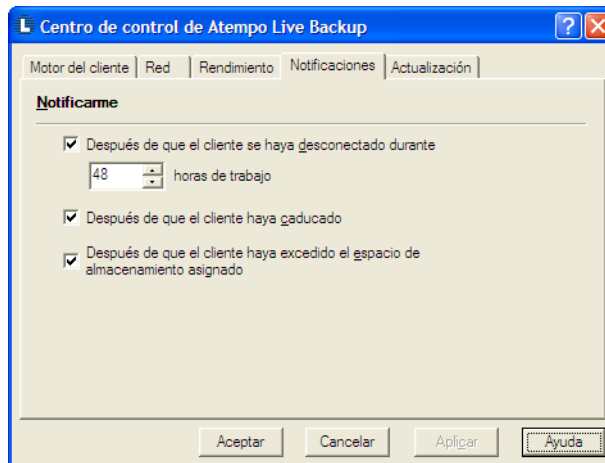 L Centro de control de Atempo Live Backup ?
Motor del cliente Red Rendimiento Notificaciones Actualización
Notificarme
Después de que el cliente se haya desconectado durante
48 horas de trabajo
Después de que el cliente haya caducado
Después de que el cliente haya excedido el espacio de
almacenamiento asignado
Aceptar Cancelar Aplicar Ayuda